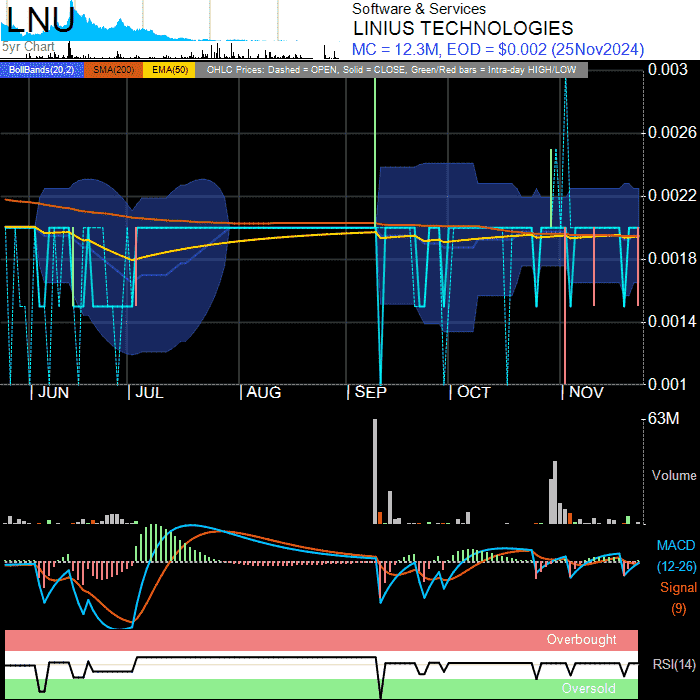 LNU
Software & Services
LINIUS TECHNOLOGIES
5yr Chart
MC = 12.3M, EOD = $0.002 (25Nov2024)
BollBands(20,2) SMA(200) EMA(50) OHLC Prices: Dashed = OPEN, Solid = CLOSE, Green/Red bars = Intra-day HIGH/LOW
0.003
0.0026
0.0022
0.0018
0.0014
0.001
JUN JUL AUG SEP OCT NOV
63M
Volume
MACD
(12-26)
Signal
(9)
Overbought
RSI(14)
Oversold